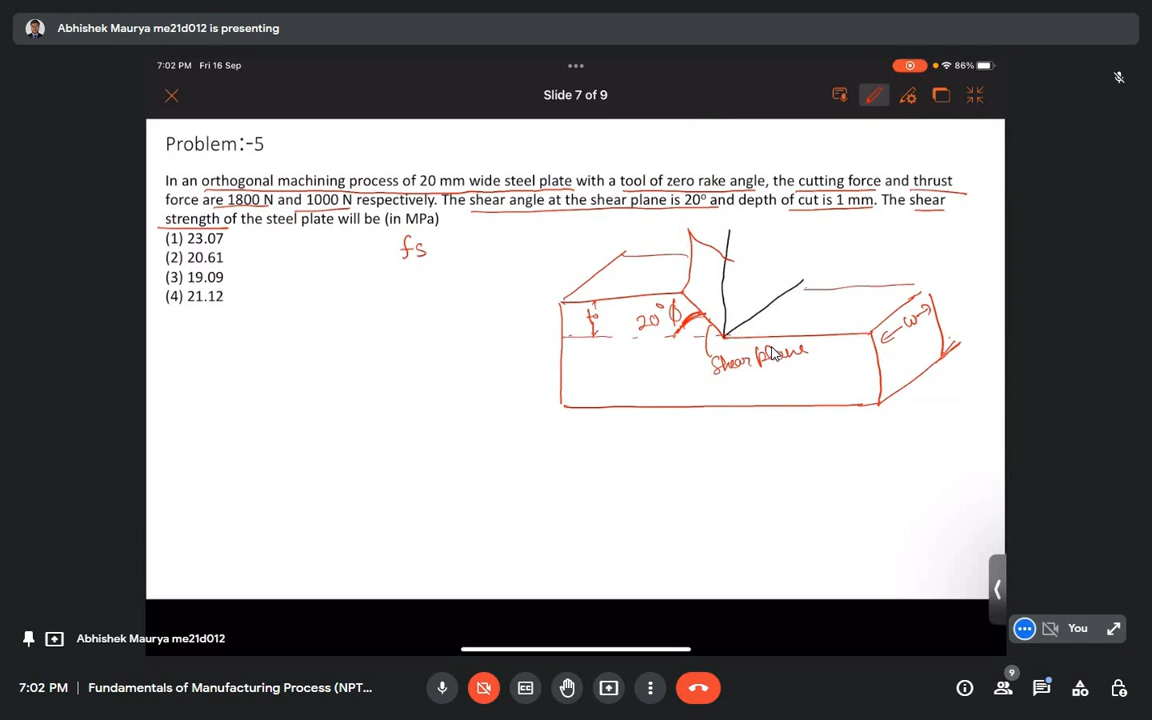 Abhishek Maurya me21d012 is presenting
7:02 PM Fri 16 Sep
86%
Slide 7 of 9
Problem:-5
In an orthogonal machining process of 20 mm wide steel plate with a tool of zero rake angle, the cutting force and thrust
force are 1800 N and 1000 N respectively. The shear angle at the shear plane is 20° and depth of cut is 1 mm. The shear
strength of the steel plate will be (in MPa)
(1) 23.07
(2) 20.61
(3) 19.09
(4) 21.12
fs
20° φ
w
Shear plane
Abhishek Maurya me21d012
You
7:02 PM | Fundamentals of Manufacturing Process (NPT...
9